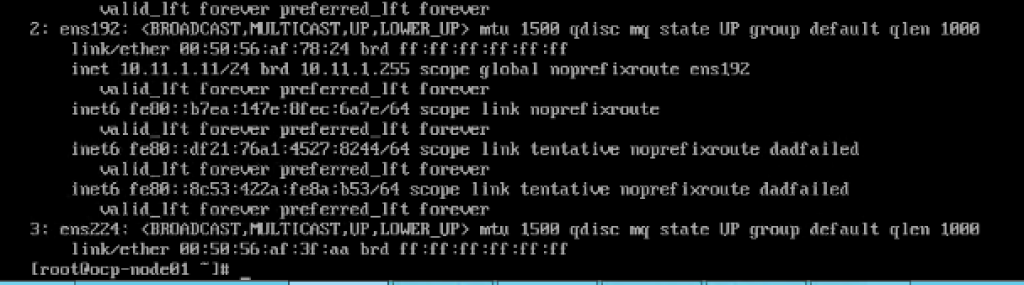 valid_lft forever preferred_lft forever
2: ens192: <BROADCAST,MULTICAST,UP,LOWER_UP> mtu 1500 qdisc mq state UP group default qlen 1000
link/ether 00:50:56:af:78:24 brd ff:ff:ff:ff:ff:ff
inet 10.11.1.11/24 brd 10.11.1.255 scope global noprefixroute ens192
valid_lft forever preferred_lft forever
inet6 fe80::b7ea:147e:8fec:6a7e/64 scope link noprefixroute
valid_lft forever preferred_lft forever
inet6 fe80::df21:76a1:4527:8244/64 scope link tentative noprefixroute dadfailed
valid_lft forever preferred_lft forever
inet6 fe80::8c53:422a:fe8a:b53/64 scope link tentative noprefixroute dadfailed
valid_lft forever preferred_lft forever
3: ens224: <BROADCAST,MULTICAST,UP,LOWER_UP> mtu 1500 qdisc mq state UP group default qlen 1000
link/ether 00:50:56:af:3f:aa brd ff:ff:ff:ff:ff:ff
[root@ocp-node01 ~]# _